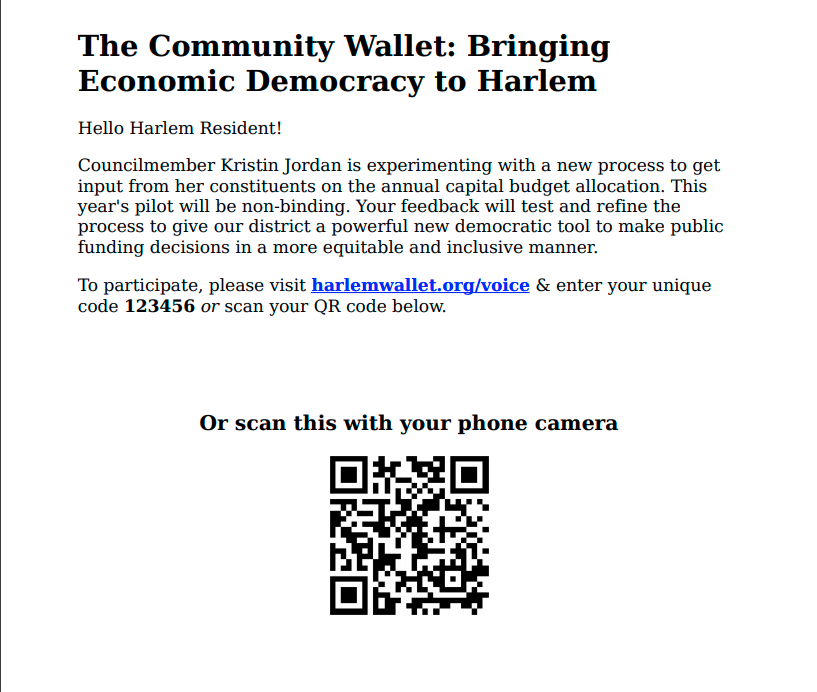 The Community Wallet: Bringing
Economic Democracy to Harlem
Hello Harlem Resident!
Councilmember Kristin Jordan is experimenting with a new process to get
input from her constituents on the annual capital budget allocation. This
year's pilot will be non-binding. Your feedback will test and refine the
process to give our district a powerful new democratic tool to make public
funding decisions in a more equitable and inclusive manner.
To participate, please visit harlemwallet.org/voice & enter your unique
code 123456 or scan your QR code below.
Or scan this with your phone camera